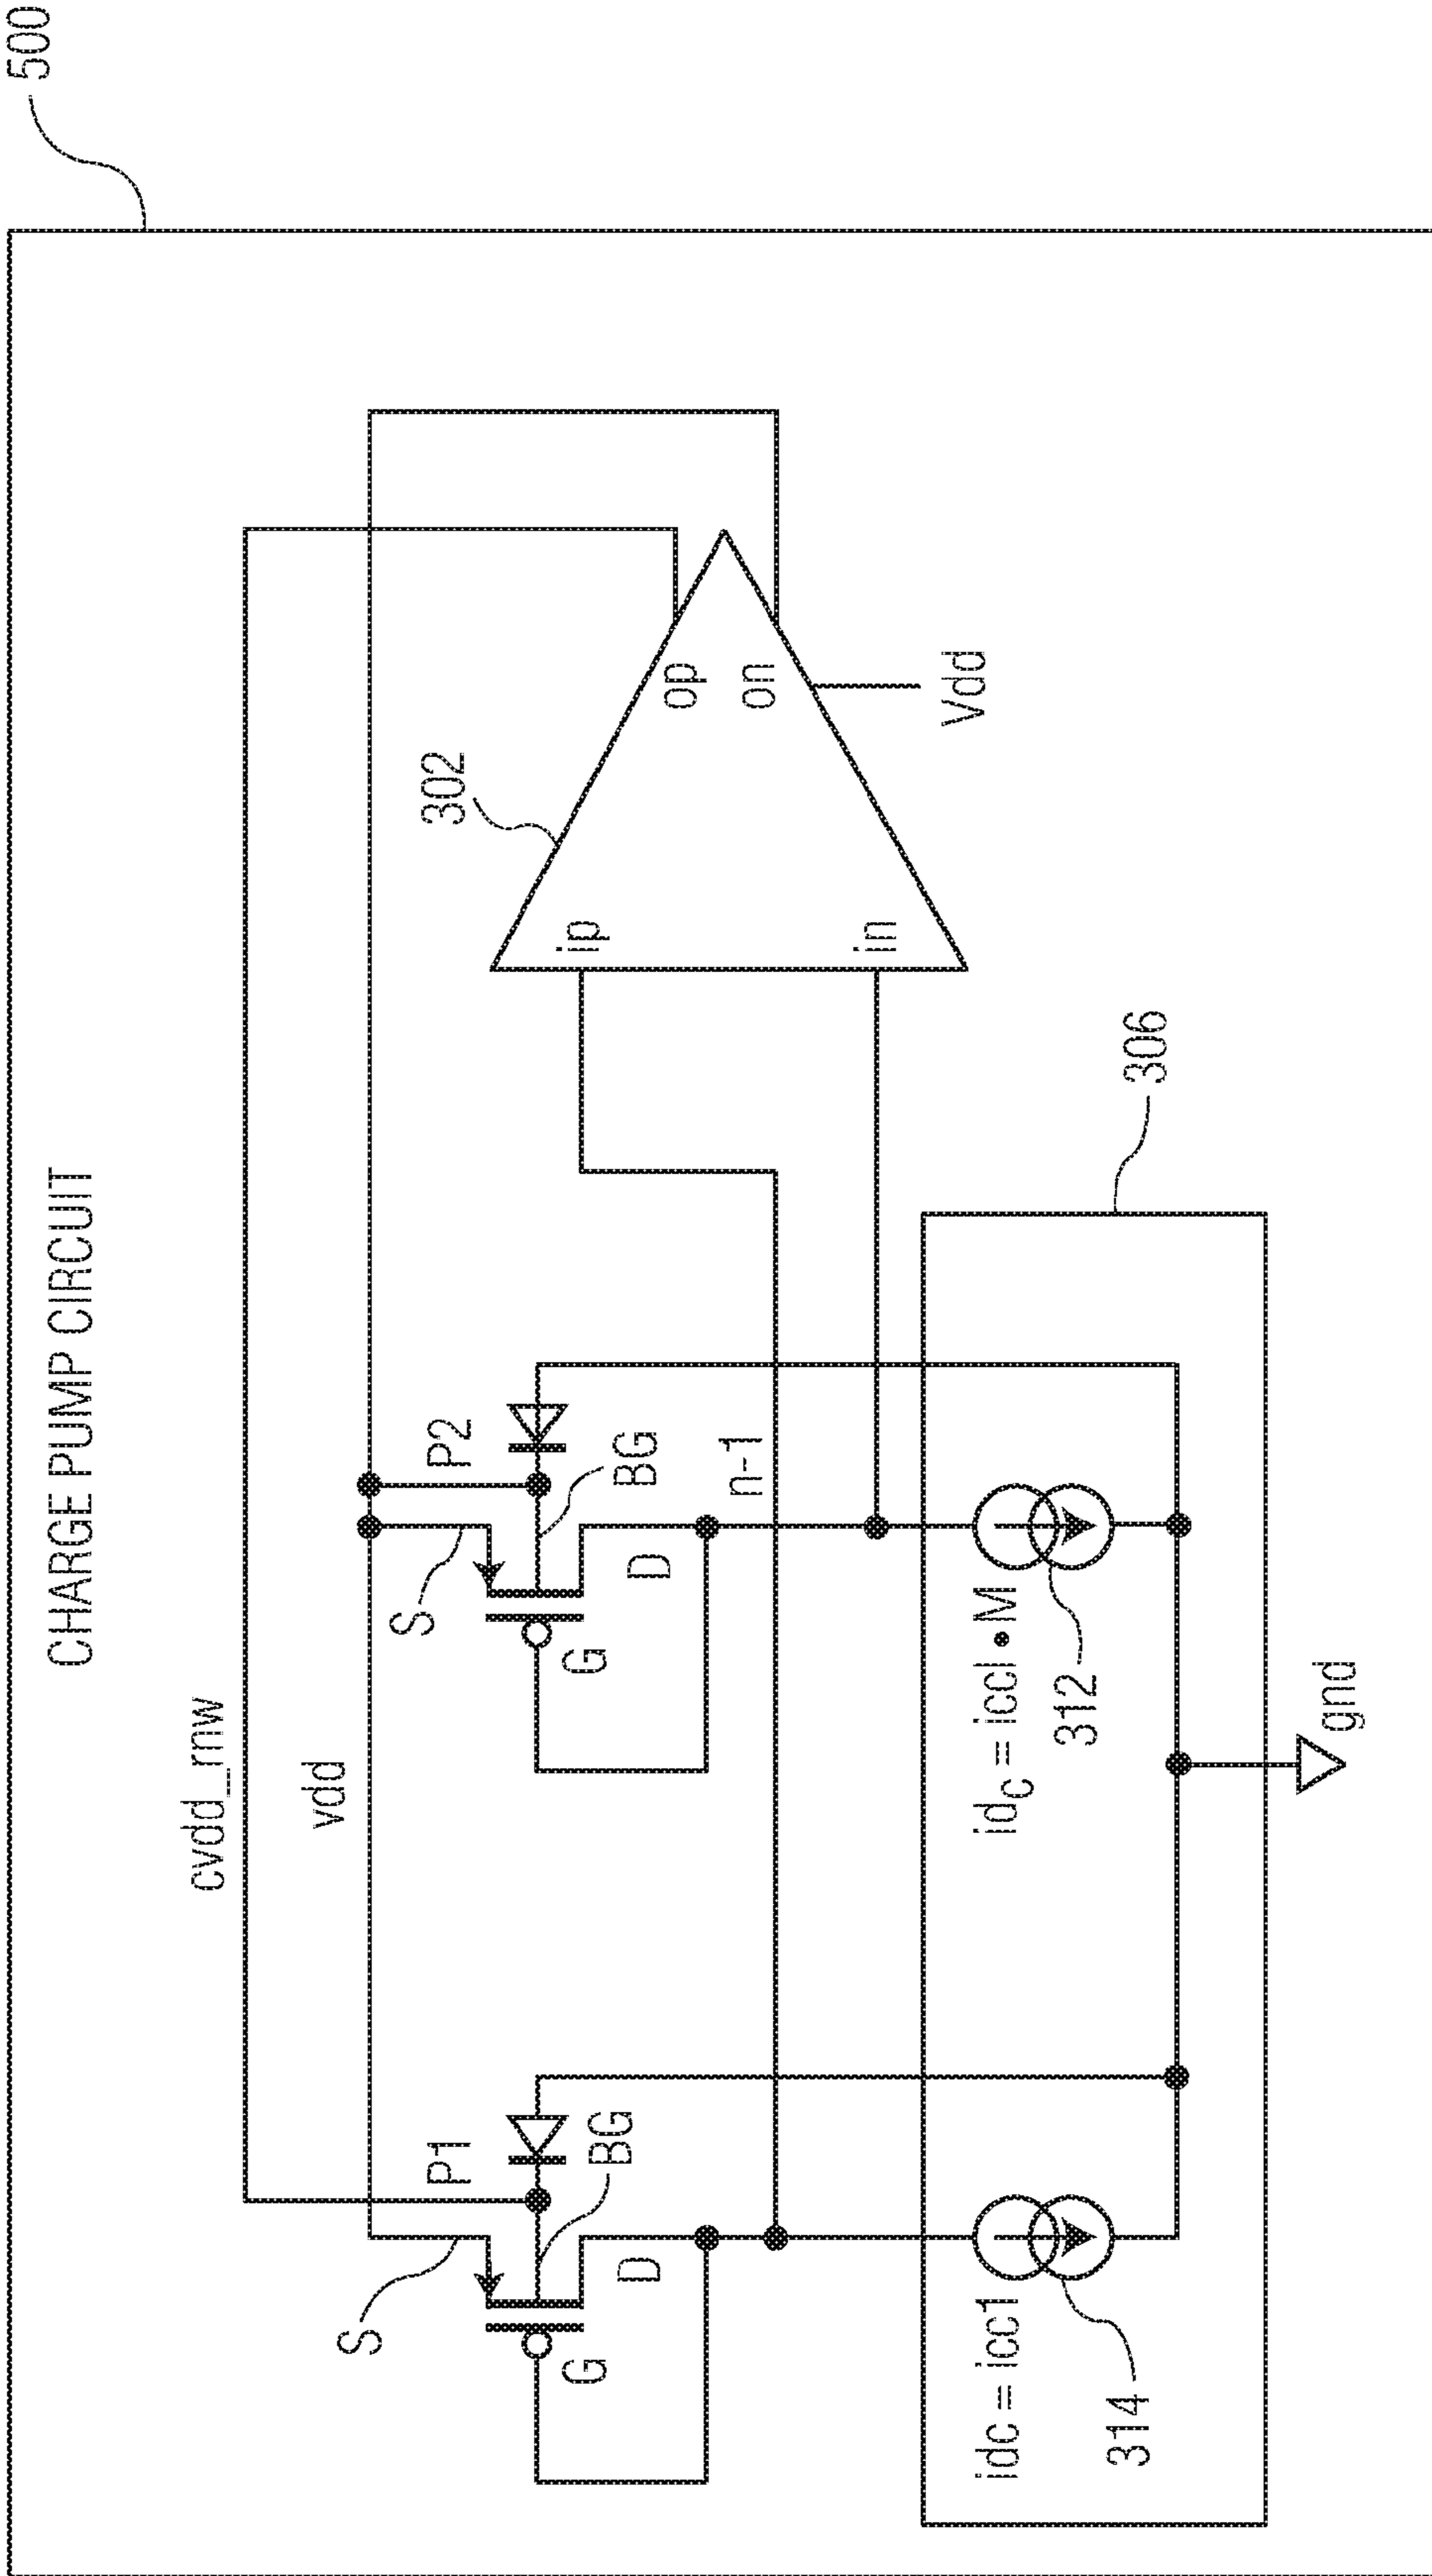 CHARGE PUMP CIRCUIT
500
cvdd_rnw
vdd
S
P1
BG
G
D
S
P2
BG
G
D
n-1
302
ip
in
op
on
Vdd
306
idc = icc1
314
idc = iccl•M
312
gnd